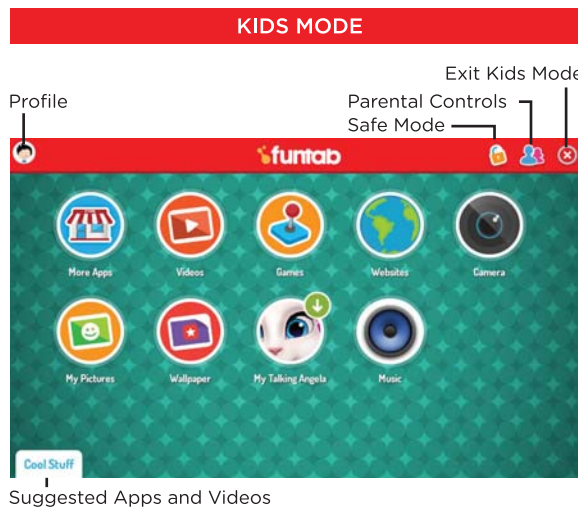 KIDS MODE
Exit Kids Mode
Profile
Parental Controls
Safe Mode
funtab
More Apps
Videos
Games
Websites
Camera
My Pictures
Wallpaper
My Talking Angela
Music
Cool Stuff
Suggested Apps and Videos